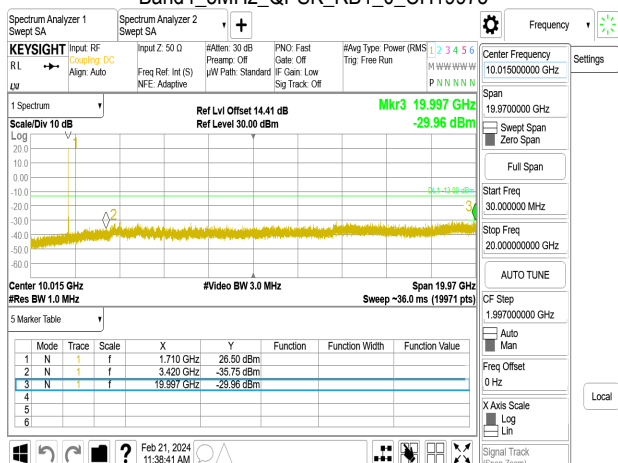 Band4_3MHz_QPSK_RB1_0_CH19975
Spectrum Analyzer 1
Swept SA
Spectrum Analyzer 2
Swept SA
Frequency
Settings
KEYSIGHT
RL
Input: RF
Coupling: DC
Align: Auto
Input Z: 50 Ω
Freq Ref: Int (S)
NFE: Adaptive
#Atten: 30 dB
Preamp: Off
µW Path: Standard
PNO: Fast
Gate: Off
IF Gain: Low
Sig Track: Off
#Avg Type: Power (RMS
Trig: Free Run
1 2 3 4 5 6
M W W W W W
P N N N N N
1 Spectrum
Scale/Div 10 dB
Log
Ref Lvl Offset 14.41 dB
Ref Level 30.00 dBm
Mkr3 19.997 GHz
-29.96 dBm
20.0
10.0
0.00
-10.0
-20.0
-30.0
-40.0
-50.0
-60.0
1
2
3
DL1 -13.00 dBm
Center 10.015 GHz
#Res BW 1.0 MHz
#Video BW 3.0 MHz
Span 19.97 GHz
Sweep ~36.0 ms (19971 pts)
5 Marker Table
Mode Trace Scale X Y Function Function Width Function Value
1 N 1 f 1.710 GHz 26.50 dBm
2 N 1 f 3.420 GHz -35.75 dBm
3 N 1 f 19.997 GHz -29.96 dBm
4
5
6
Feb 21, 2024
11:38:41 AM
Center Frequency
10.015000000 GHz
Span
19.9700000 GHz
Swept Span
Zero Span
Full Span
Start Freq
30.000000 MHz
Stop Freq
20.000000000 GHz
AUTO TUNE
CF Step
1.997000000 GHz
Auto
Man
Freq Offset
0 Hz
X Axis Scale
Log
Lin
Signal Track
(Span Zoom)
Local